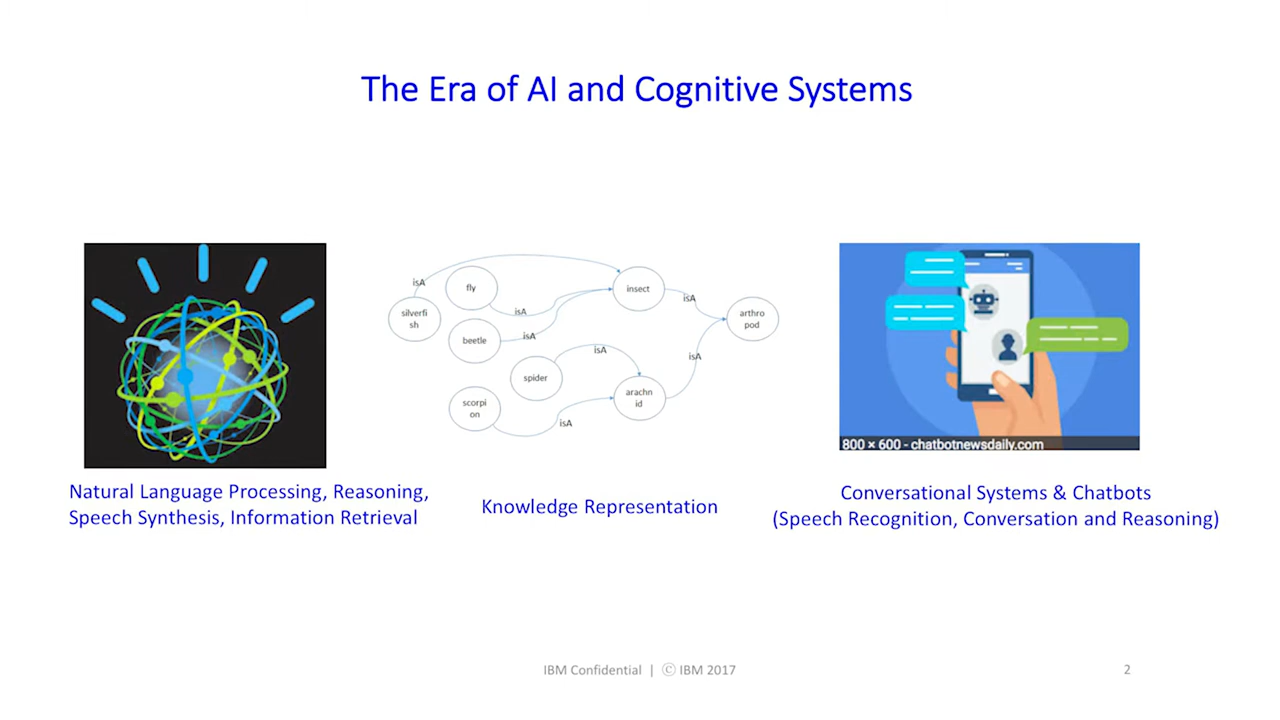 The Era of AI and Cognitive Systems
isA
fly
silverfi
sh
isA
beetle
isA
insect
isA
arthro
pod
spider
isA
isA
scorpi
on
isA
arachn
id
800 × 600 - chatbotnewsdaily.com
Natural Language Processing, Reasoning,
Speech Synthesis, Information Retrieval
Knowledge Representation
Conversational Systems & Chatbots
(Speech Recognition, Conversation and Reasoning)
IBM Confidential | ⓒ IBM 2017
2